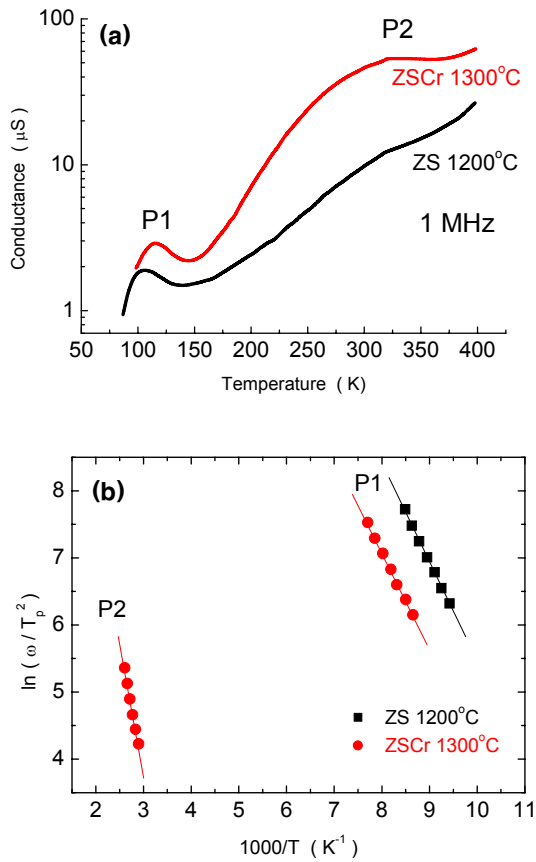 (a)
P2
ZSCr 1300°C
ZS 1200°C
P1
1 MHz
Conductance ( μS )
100
10
1
50 100 150 200 250 300 350 400
Temperature ( K )
(b)
P1
P2
ln ( ω / Tp² )
8
7
6
5
4
ZS 1200°C
ZSCr 1300°C
2 3 4 5 6 7 8 9 10 11
1000/T ( K⁻¹ )